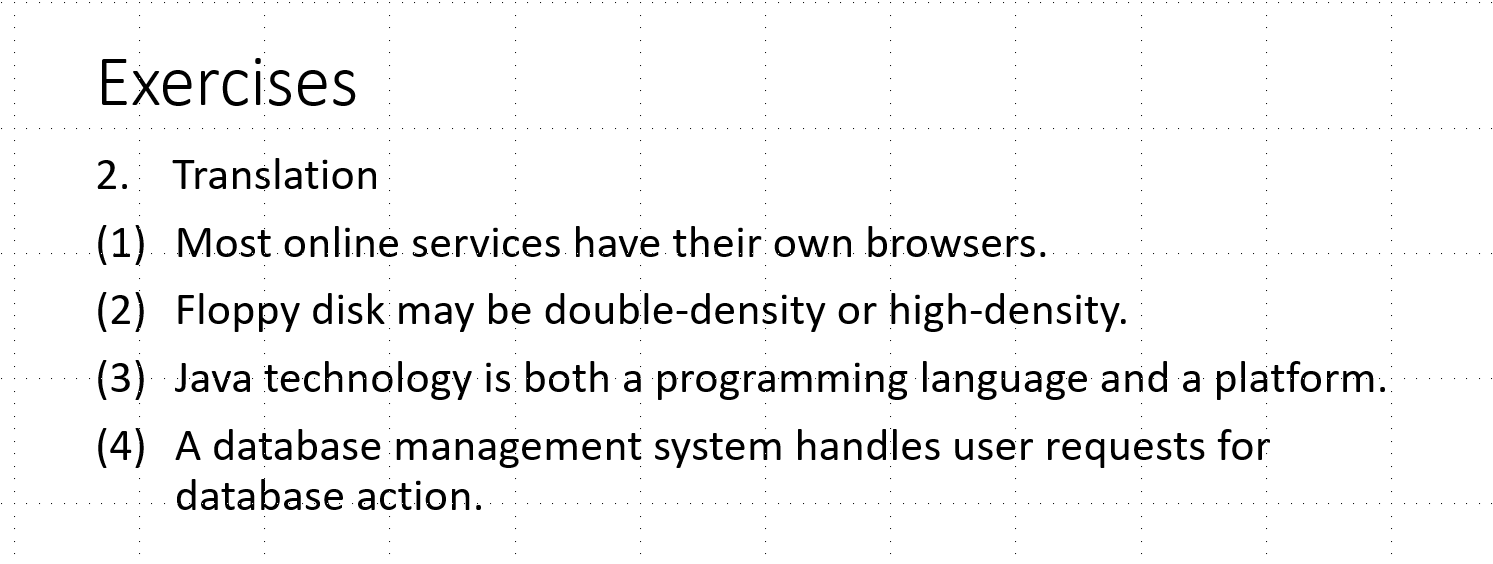 Exercises
2. Translation
(1) Most online services have their own browsers.
(2) Floppy disk may be double-density or high-density.
(3) Java technology is both a programming language and a platform.
(4) A database management system handles user requests for
database action.